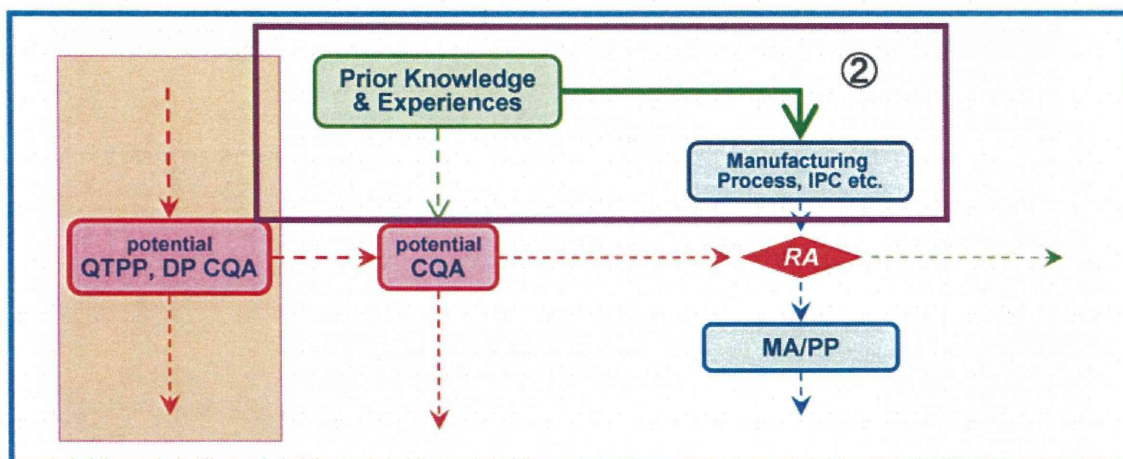 Prior Knowledge
& Experiences
②
Manufacturing
Process, IPC etc.
potential
QTPP, DP CQA
potential
CQA
RA
MA/PP